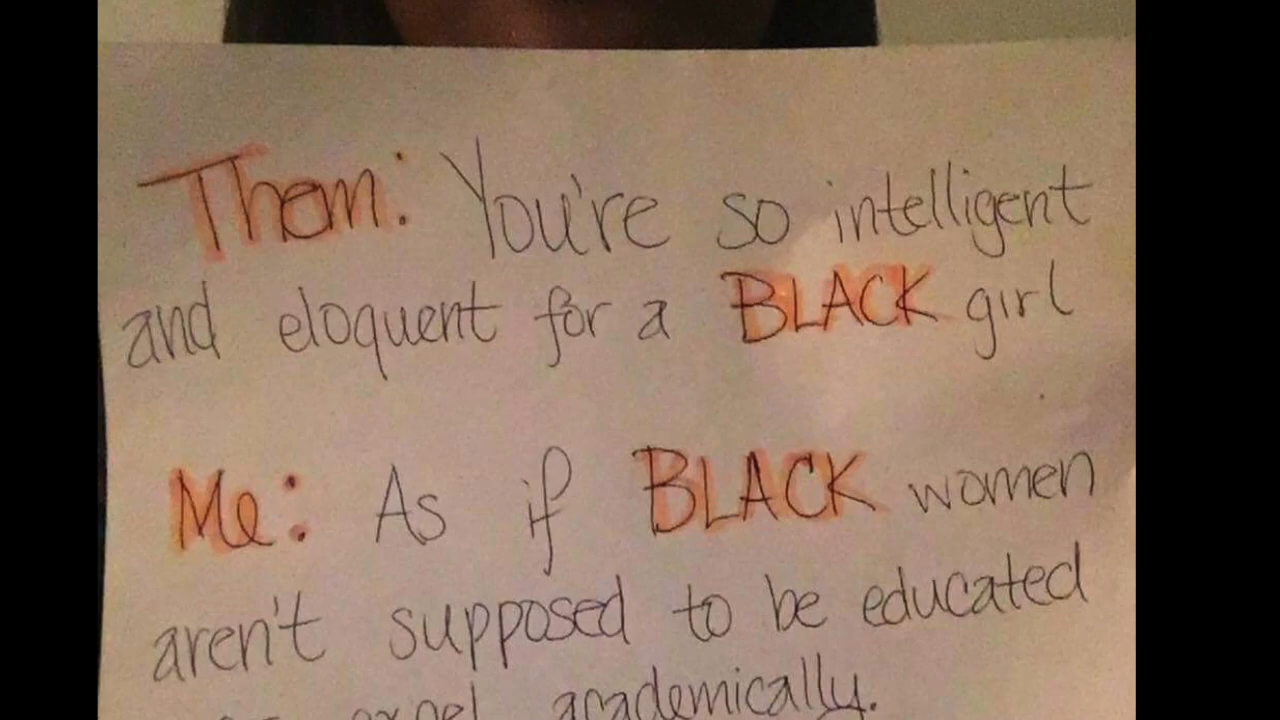 Them: You're so intelligent
and eloquent for a BLACK girl
Me: As if BLACK women
aren't supposed to be educated
academically.